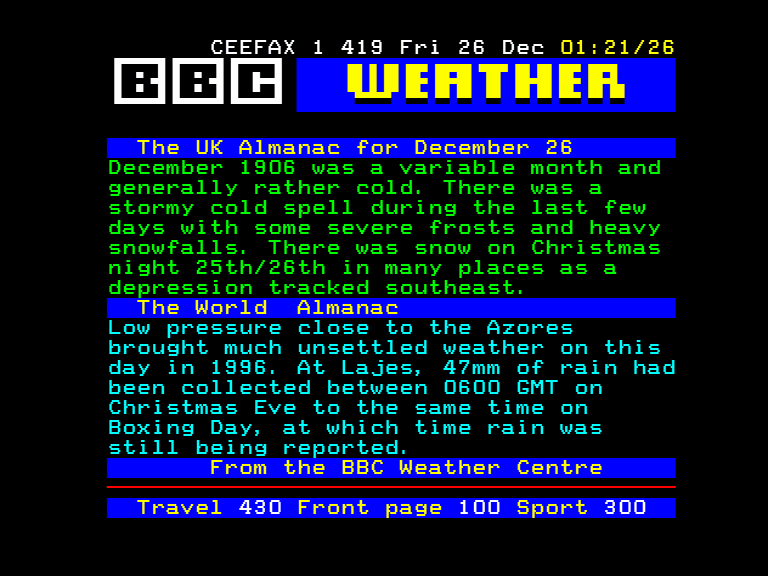 CEEFAX 1 419 Fri 26 Dec 01:21/26
BBC WEATHER
The UK Almanac for December 26
December 1906 was a variable month and
generally rather cold. There was a
stormy cold spell during the last few
days with some severe frosts and heavy
snowfalls. There was snow on Christmas
night 25th/26th in many places as a
depression tracked southeast.
The World  Almanac
Low pressure close to the Azores
brought much unsettled weather on this
day in 1996. At Lajes, 47mm of rain had
been collected between 0600 GMT on
Christmas Eve to the same time on
Boxing Day, at which time rain was
still being reported.
From the BBC Weather Centre
Travel 430 Front page 100 Sport 300